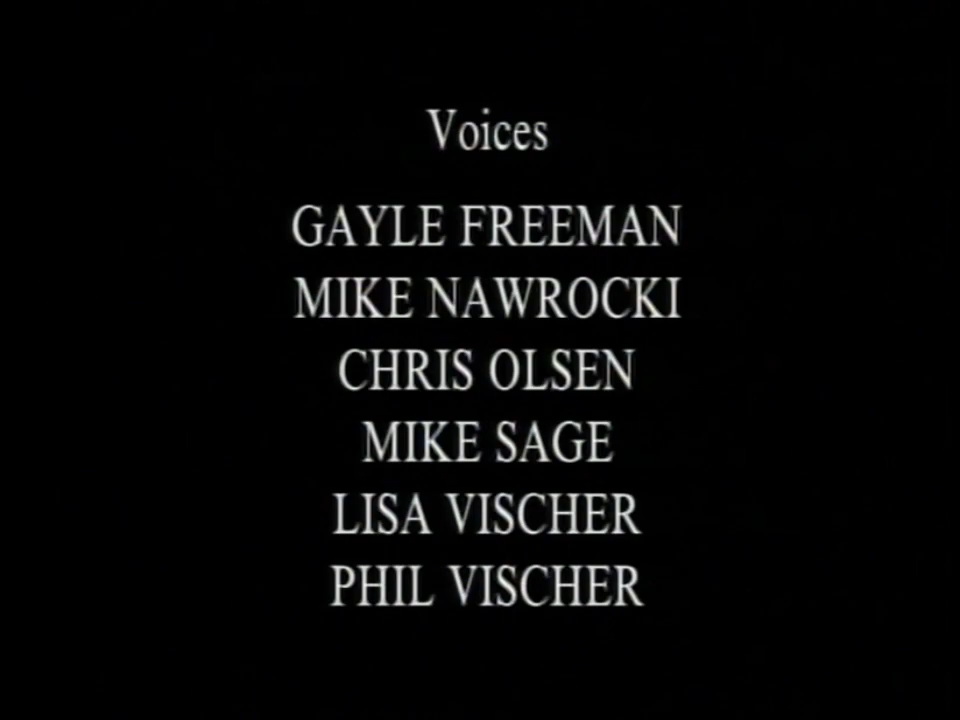 Voices
GAYLE FREEMAN
MIKE NAWROCKI
CHRIS OLSEN
MIKE SAGE
LISA VISCHER
PHIL VISCHER